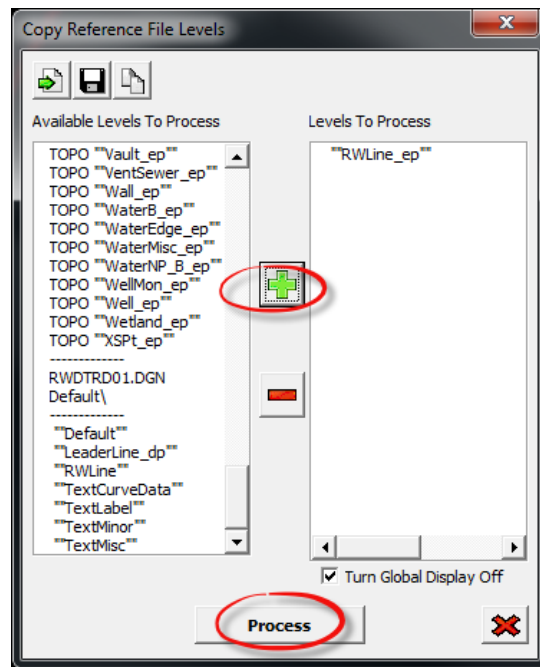 Copy Reference File Levels
Available Levels To Process
TOPO ""Vault_ep""
TOPO ""VentSewer_ep""
TOPO ""Wall_ep""
TOPO ""WaterB_ep""
TOPO ""WaterEdge_ep""
TOPO ""WaterMisc_ep""
TOPO ""WaterNP_B_ep""
TOPO ""WellMon_ep""
TOPO ""Well_ep""
TOPO ""Wetland_ep""
TOPO ""XSPt_ep""
-------------
RWDTRD01.DGN
Default\
-------------
""Default""
""LeaderLine_dp""
""RWLine""
""TextCurveData""
""TextLabel""
""TextMinor""
""TextMisc""
Levels To Process
""RWLine_ep""
Turn Global Display Off
Process